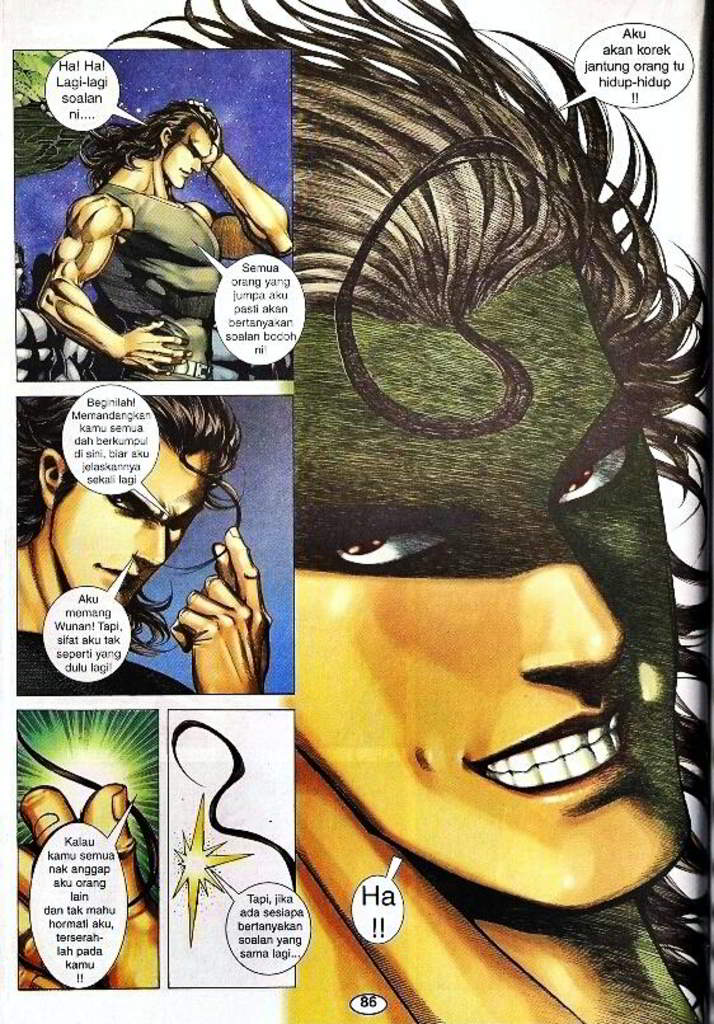 Ha! Ha!
Lagi-lagi
soalan
ni....
Semua
orang yang
jumpa aku
pasti akan
bertanyakan
soalan bodoh
ni!
Beginilah!
Memandangkan
kamu semua
dah berkumpul
di sini, biar aku
jelaskannya
sekali lagi
Aku
memang
Wunan! Tapi,
sifat aku tak
seperti yang
dulu lagi!
Kalau
kamu semua
nak anggap
aku orang
lain
dan tak mahu
hormati aku,
terserah-
lah pada
kamu
!!
Tapi, jika
ada sesiapa
bertanyakan
soalan yang
sama lagi...
Aku
akan korek
jantung orang tu
hidup-hidup
!!
Ha
!!
86